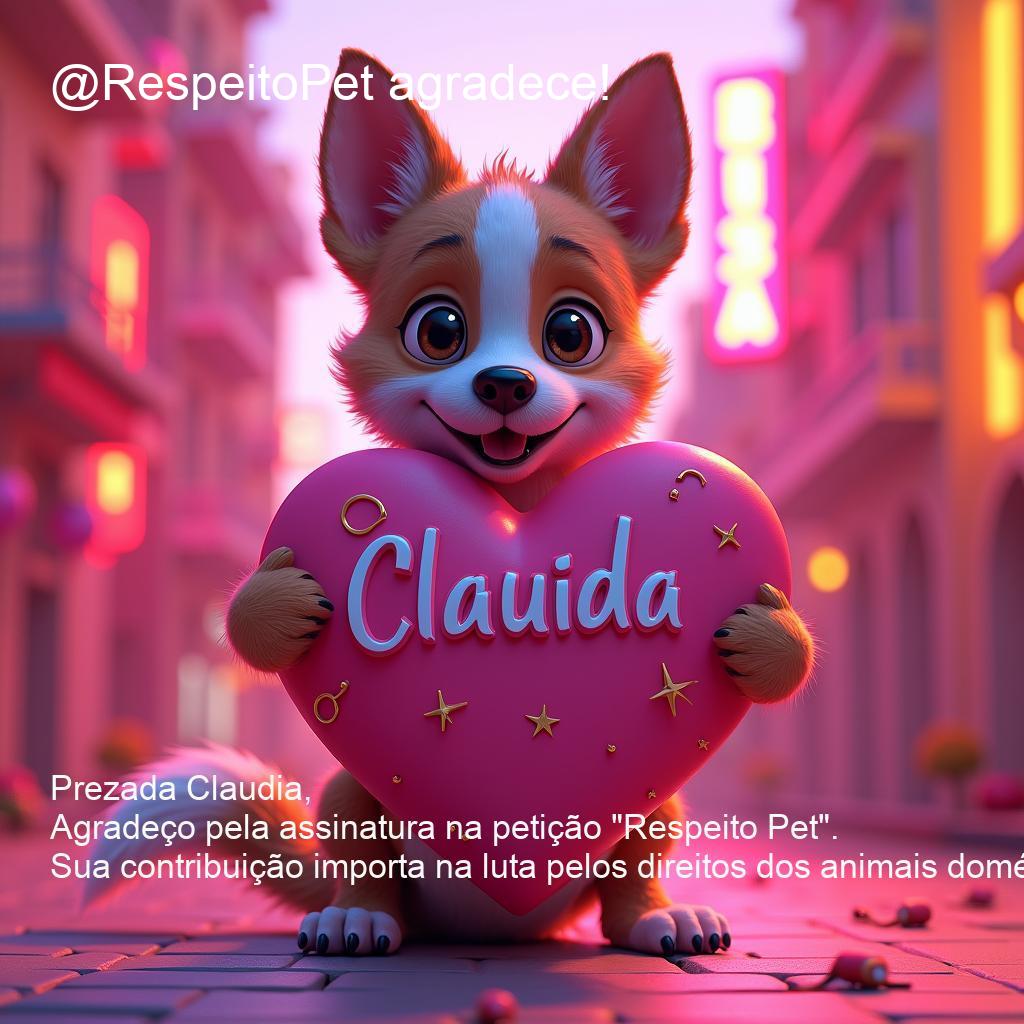 @RespeitoPet agradece!
Clauida
Prezada Claudia,
Agradeço pela assinatura na petição "Respeito Pet".
Sua contribuição importa na luta pelos direitos dos animais domé